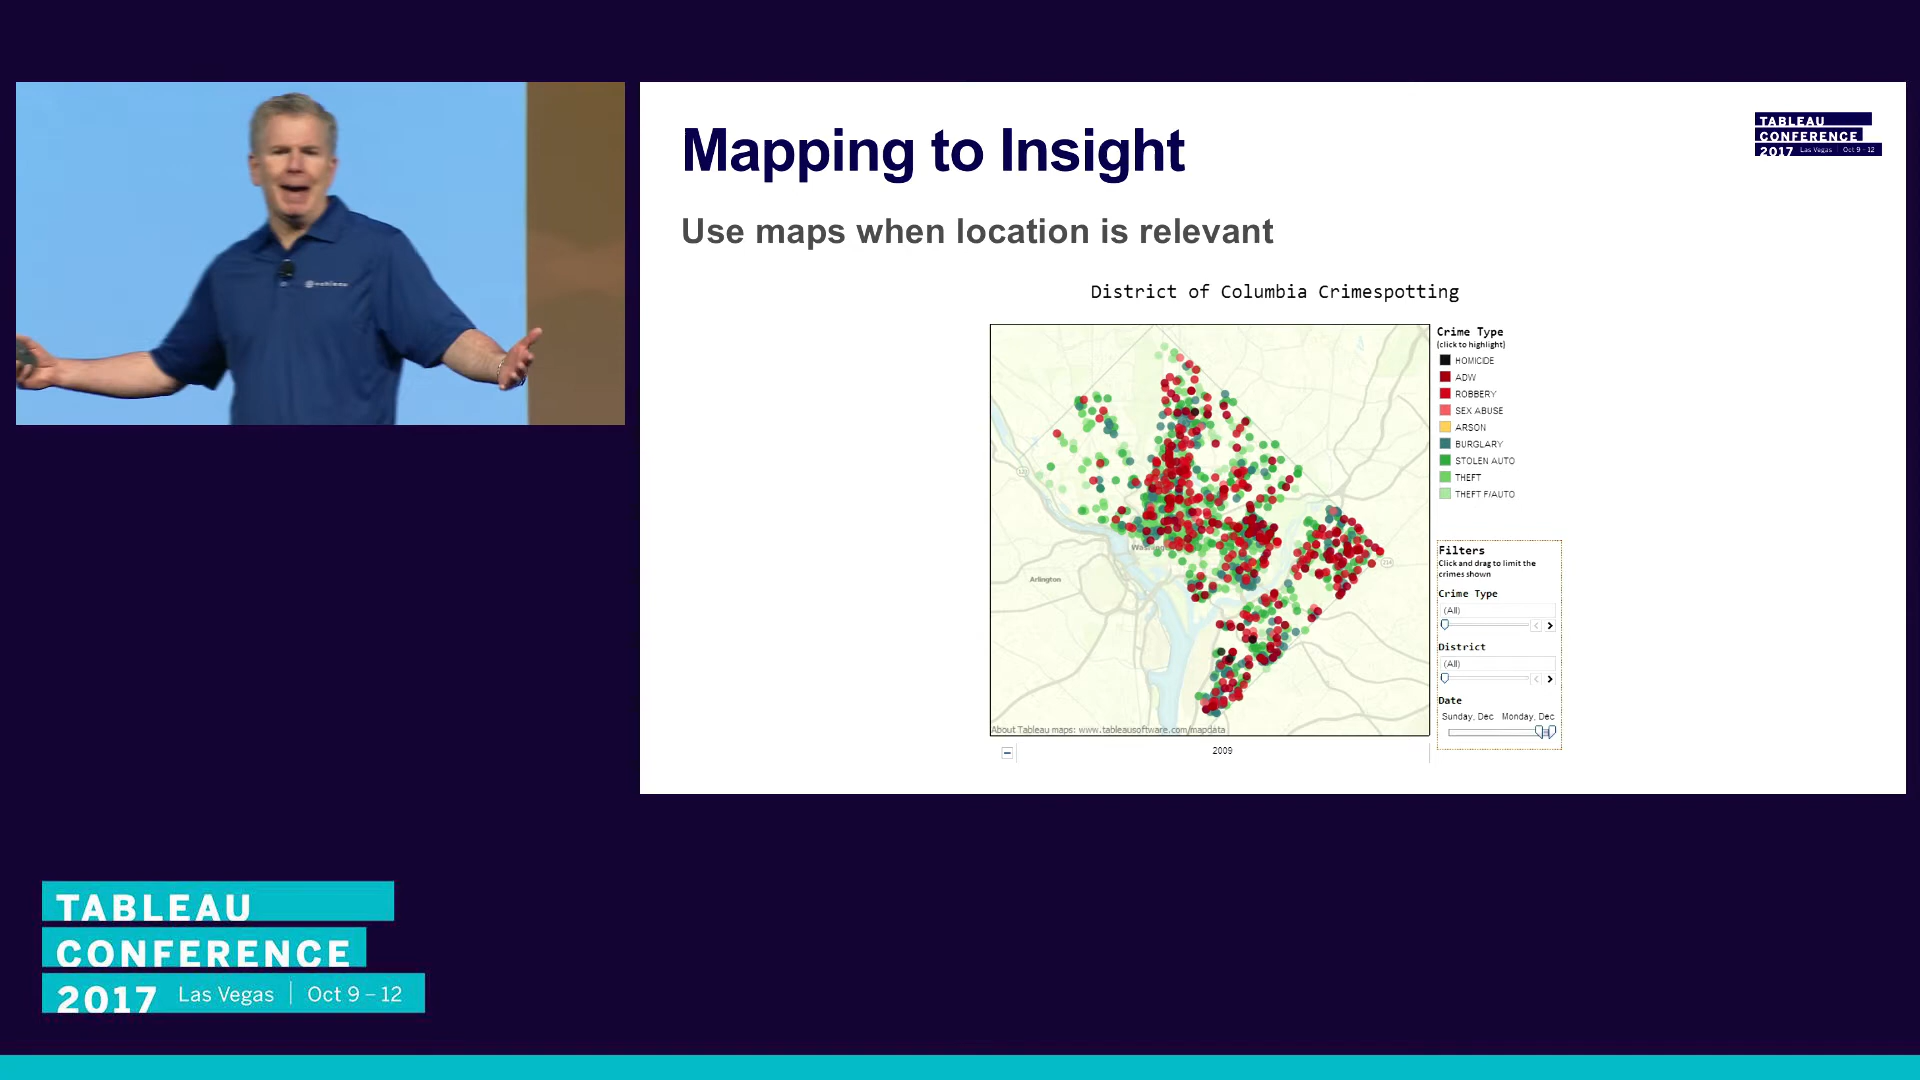 Mapping to Insight
TABLEAU
CONFERENCE
2017 Las Vegas | Oct 9 – 12
Use maps when location is relevant
District of Columbia Crimespotting
Crime Type
(click to highlight)
HOMICIDE
ADW
ROBBERY
SEX ABUSE
ARSON
BURGLARY
STOLEN AUTO
THEFT
THEFT F/AUTO
Arlington
Filters
Click and drag to limit the
crimes shown
Crime Type
(All)
District
(All)
Date
Sunday, Dec Monday, Dec
About Tableau maps: www.tableausoftware.com/mapdata
2009
TABLEAU
CONFERENCE
2017 Las Vegas | Oct 9 – 12